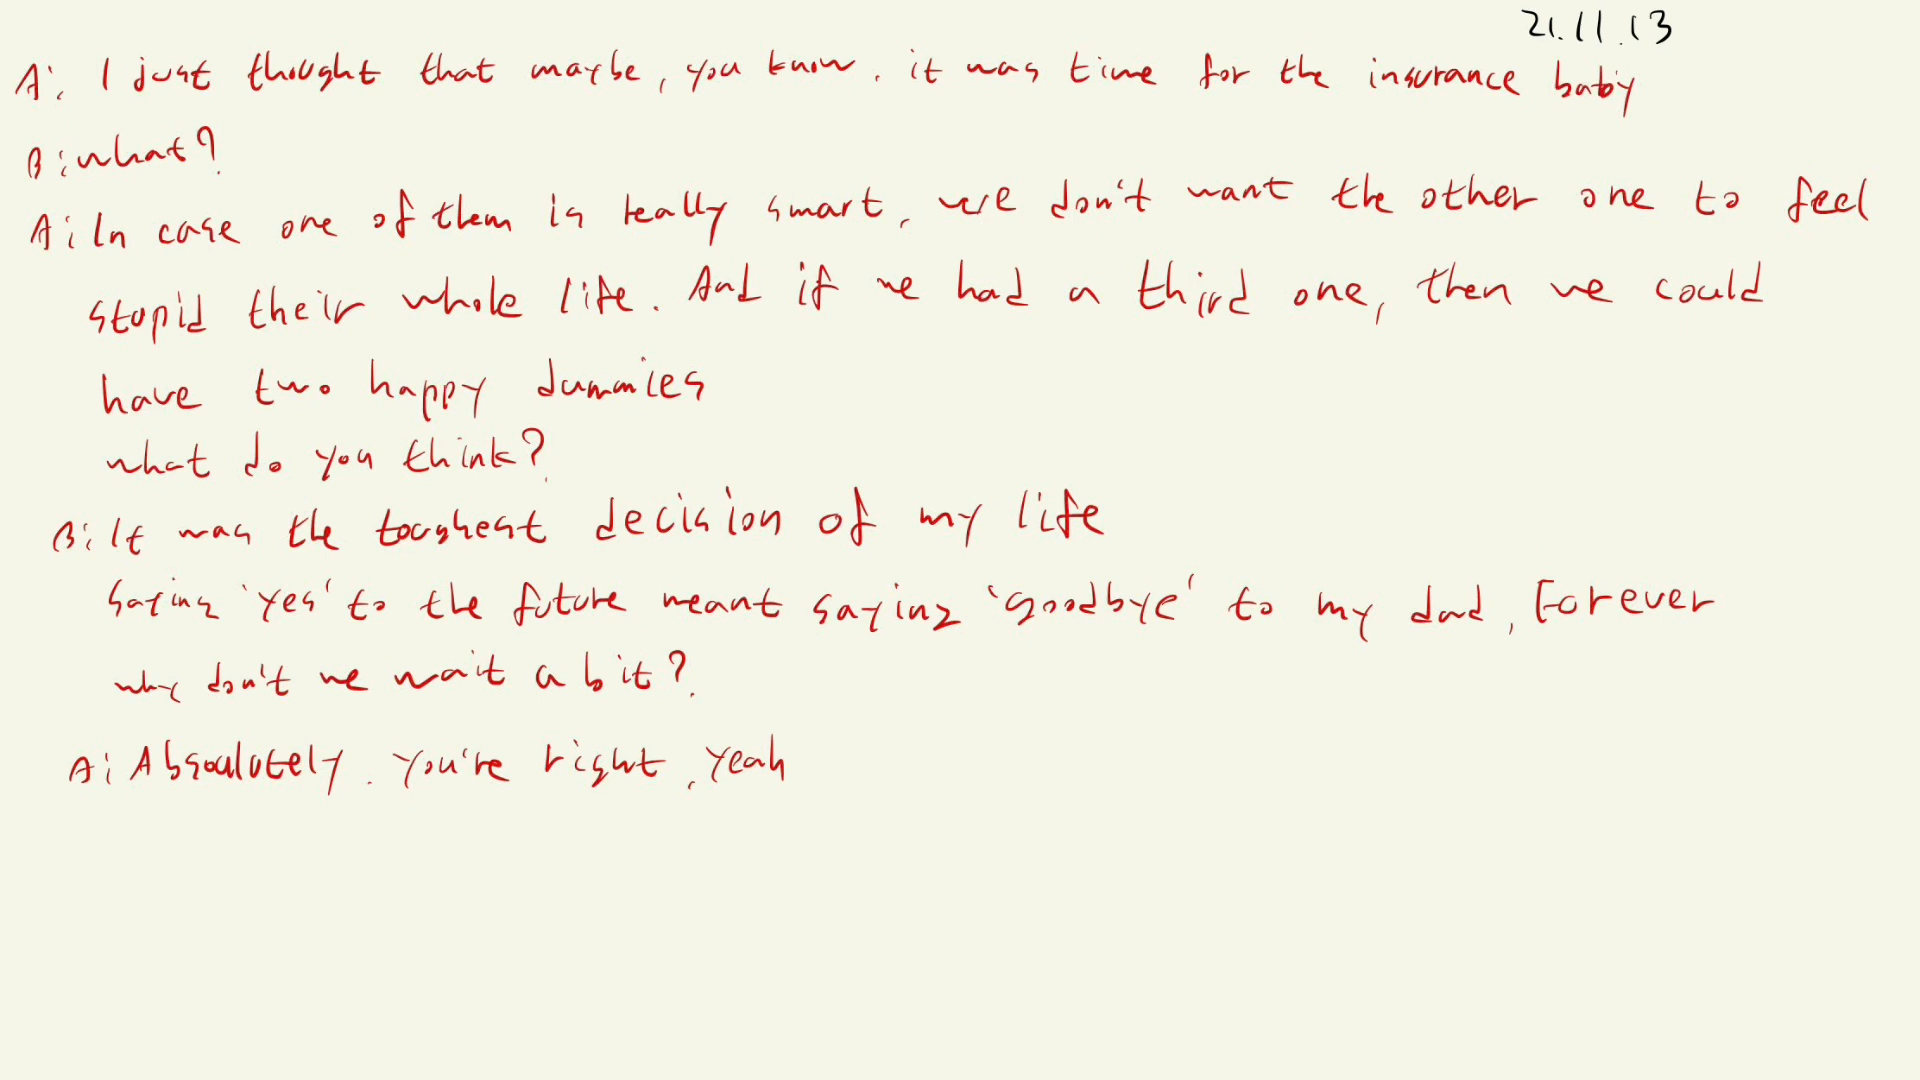 21.11.13
A: I just thought that maybe, you know, it was time for the insurance baby
B: what?
A: In case one of them is really smart, we don't want the other one to feel
stupid their whole life. And if we had a third one, then we could
have two happy dummies
what do you think?
B: It was the toughest decision of my life
Saying 'yes' to the future meant saying 'goodbye' to my dad, Forever
why don't we wait a bit?
A: Absoulutely. You're right, yeah